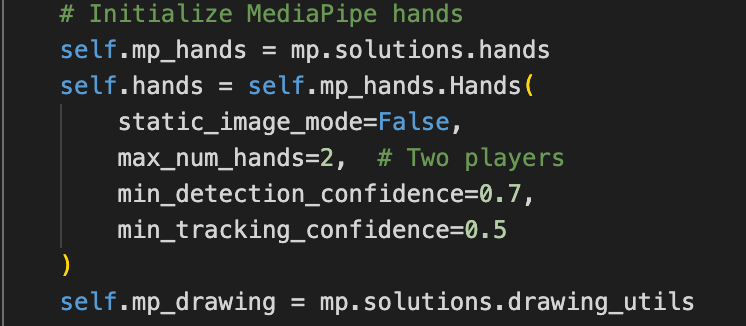 # Initialize MediaPipe hands
self.mp_hands = mp.solutions.hands
self.hands = self.mp_hands.Hands(
    static_image_mode=False,
    max_num_hands=2,  # Two players
    min_detection_confidence=0.7,
    min_tracking_confidence=0.5
)
self.mp_drawing = mp.solutions.drawing_utils